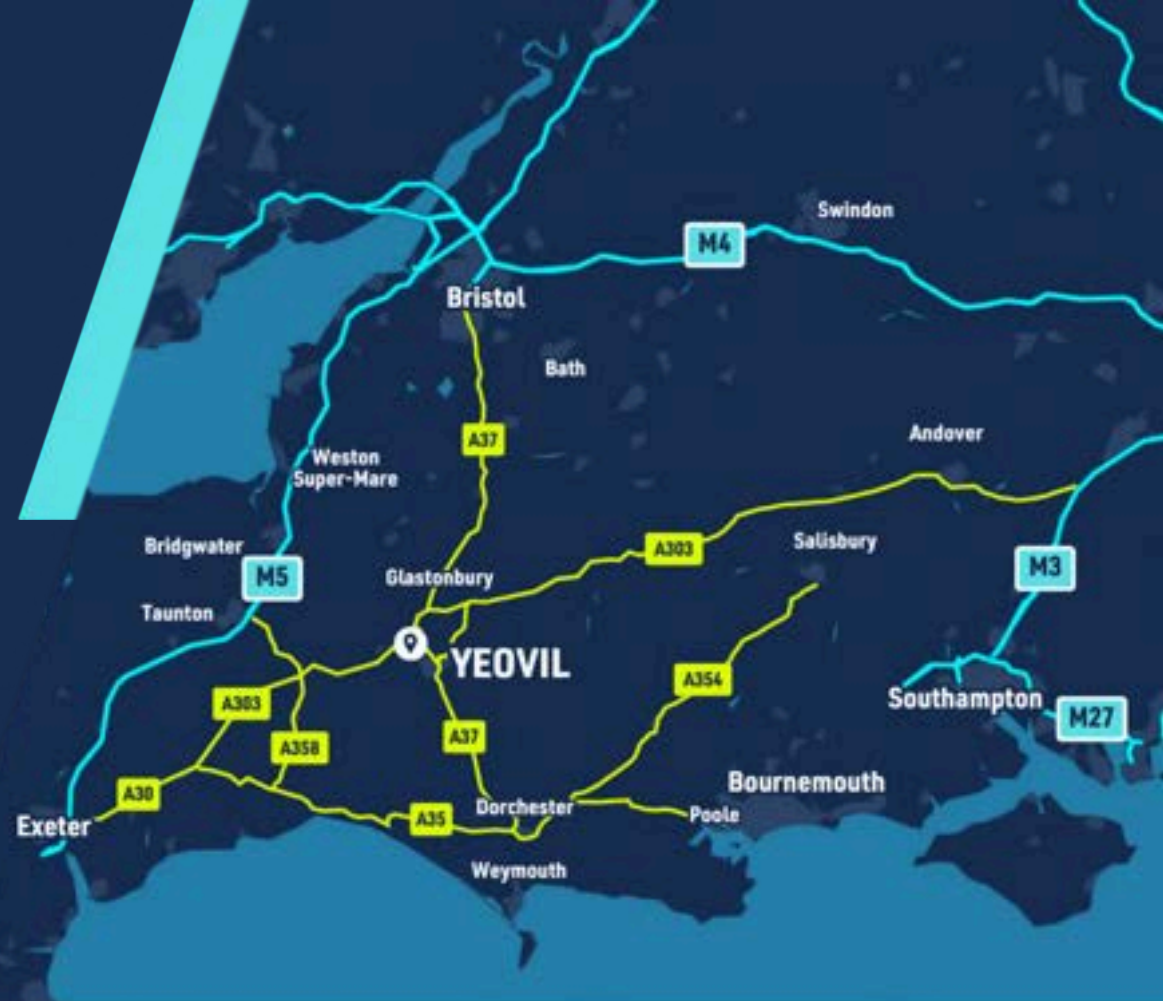 Swindon
M4
Bristol
Bath
A37
Andover
Weston
Super-Mare
Bridgwater
A303
Salisbury
M5
Glastonbury
M3
Taunton
YEOVIL
A354
Southampton
A303
M27
A37
A358
Bournemouth
A30
Dorchester
Poole
A35
Exeter
Weymouth